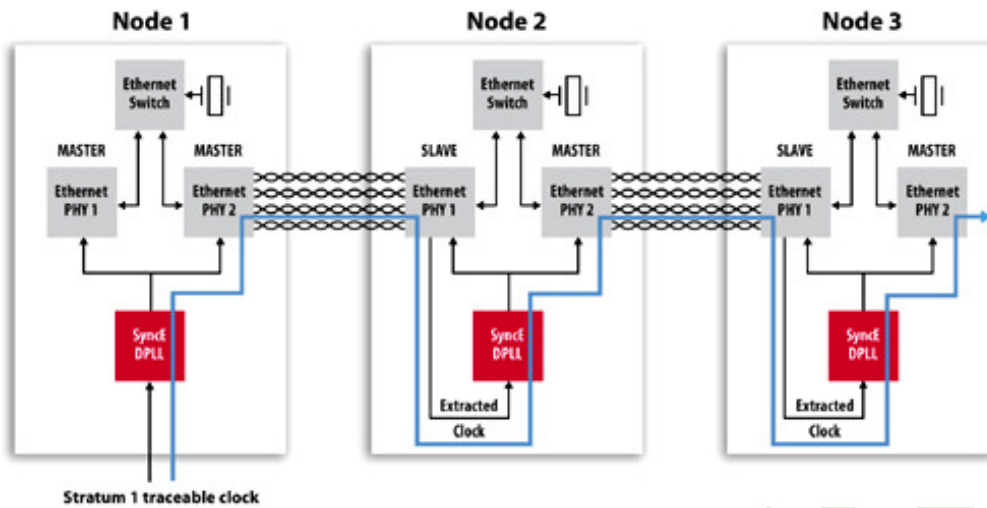 Node 1
Node 2
Node 3
Ethernet
Switch
MASTER
MASTER
Ethernet
PHY 1
Ethernet
PHY 2
SyncE
DPLL
Stratum 1 traceable clock
Ethernet
Switch
SLAVE
MASTER
Ethernet
PHY 1
Ethernet
PHY 2
SyncE
DPLL
Extracted
Clock
Ethernet
Switch
SLAVE
MASTER
Ethernet
PHY 1
Ethernet
PHY 2
SyncE
DPLL
Extracted
Clock